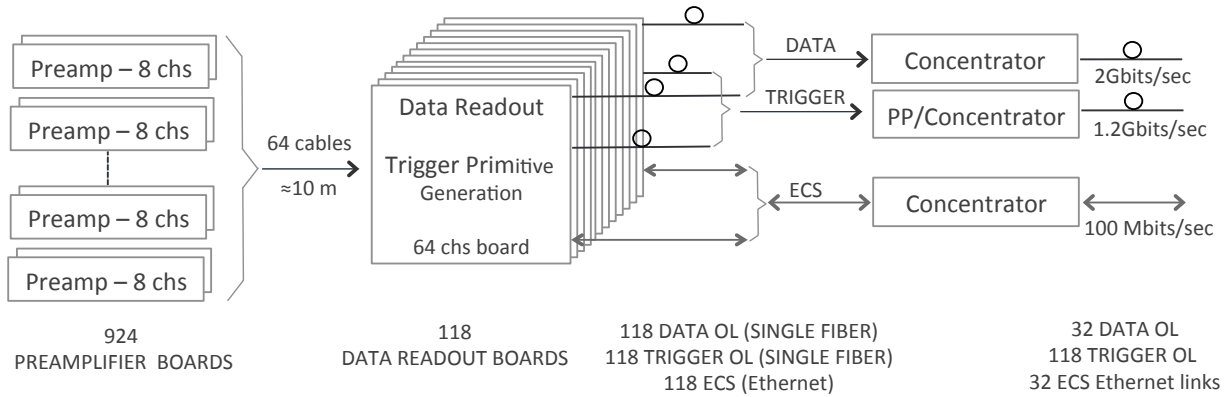 Preamp – 8 chs
Preamp – 8 chs
Preamp – 8 chs
Preamp – 8 chs
64 cables
≈10 m
Data Readout
Trigger Primitive
Generation
64 chs board
DATA
TRIGGER
ECS
Concentrator
2Gbits/sec
PP/Concentrator
1.2Gbits/sec
Concentrator
100 Mbits/sec
924
PREAMPLIFIER BOARDS
118
DATA READOUT BOARDS
118 DATA OL (SINGLE FIBER)
118 TRIGGER OL (SINGLE FIBER)
118 ECS (Ethernet)
32 DATA OL
118 TRIGGER OL
32 ECS Ethernet links